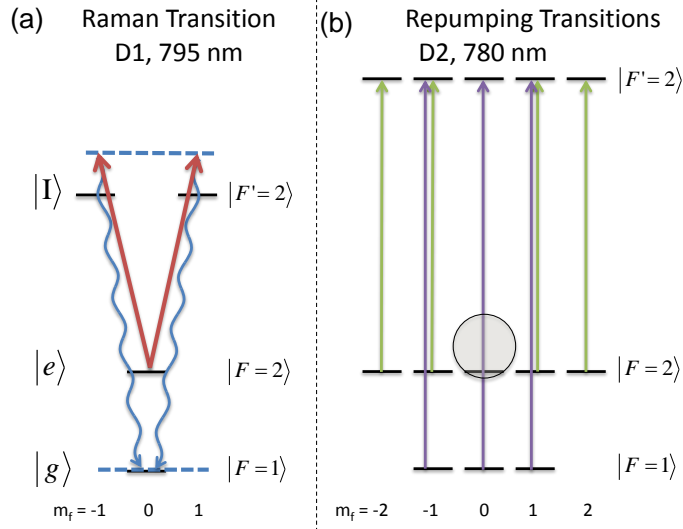 (a) Raman Transition
D1, 795 nm
|I⟩ |F'=2⟩
|e⟩ |F=2⟩
|g⟩ |F=1⟩
m_f = -1 0 1
(b) Repumping Transitions
D2, 780 nm
|F'=2⟩
|F=2⟩
|F=1⟩
m_f = -2 -1 0 1 2